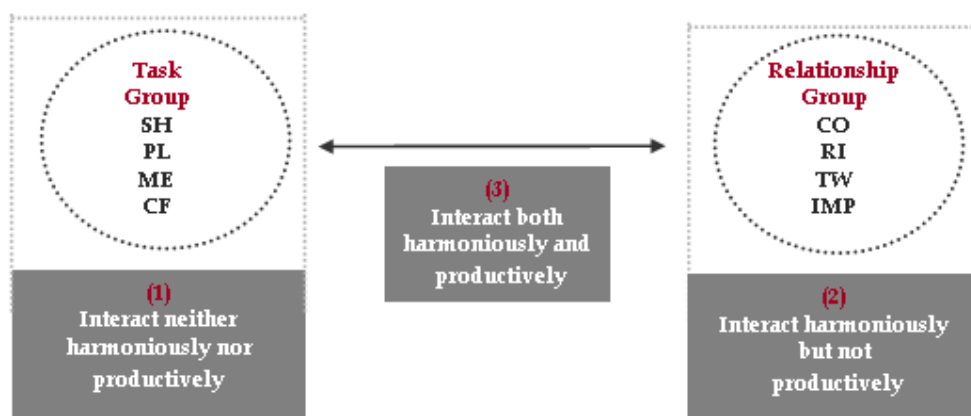 Task
Group
SH
PL
ME
CF
(1)
Interact neither
harmoniously nor
productively
(3)
Interact both
harmoniously and
productively
Relationship
Group
CO
RI
TW
IMP
(2)
Interact harmoniously
but not
productively